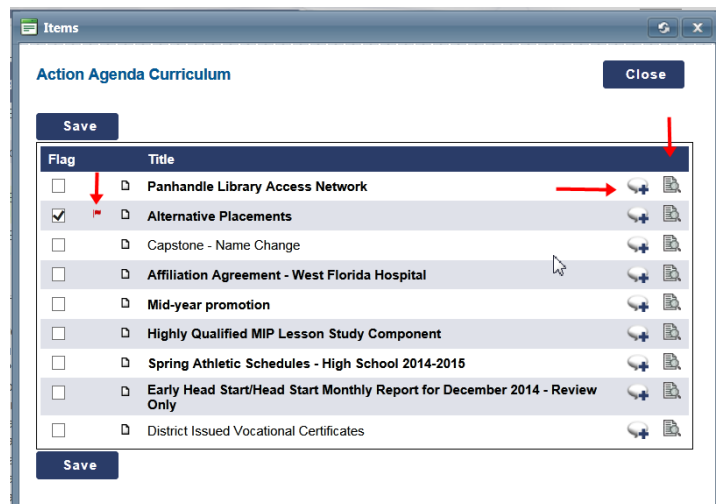 Items
Action Agenda Curriculum
Close
Save
Flag Title
Panhandle Library Access Network
Alternative Placements
Capstone - Name Change
Affiliation Agreement - West Florida Hospital
Mid-year promotion
Highly Qualified MIP Lesson Study Component
Spring Athletic Schedules - High School 2014-2015
Early Head Start/Head Start Monthly Report for December 2014 - Review
Only
District Issued Vocational Certificates
Save